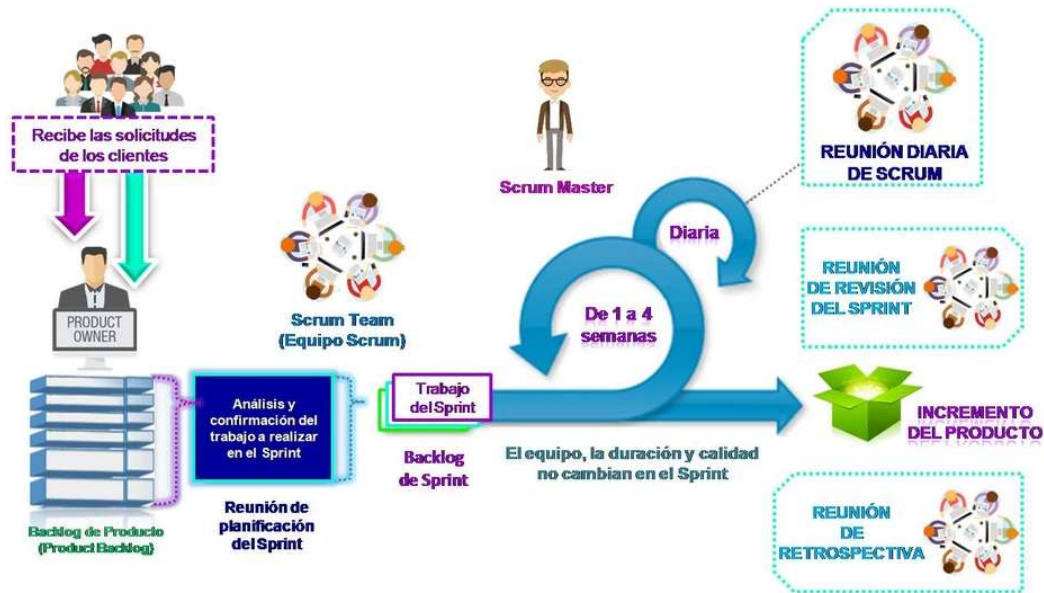 Recibe las solicitudes
de los clientes
PRODUCT
OWNER
Backlog de Producto
(Product Backlog)
Análisis y
confirmación del
trabajo a realizar
en el Sprint
Reunión de
planificación
del Sprint
Scrum Team
(Equipo Scrum)
Trabajo
del Sprint
Backlog
de Sprint
Scrum Master
Diaria
De 1 a 4
semanas
El equipo, la duración y calidad
no cambian en el Sprint
REUNIÓN DIARIA
DE SCRUM
REUNIÓN
DE REVISIÓN
DEL SPRINT
INCREMENTO
DEL PRODUCTO
REUNIÓN
DE
RETROSPECTIVA